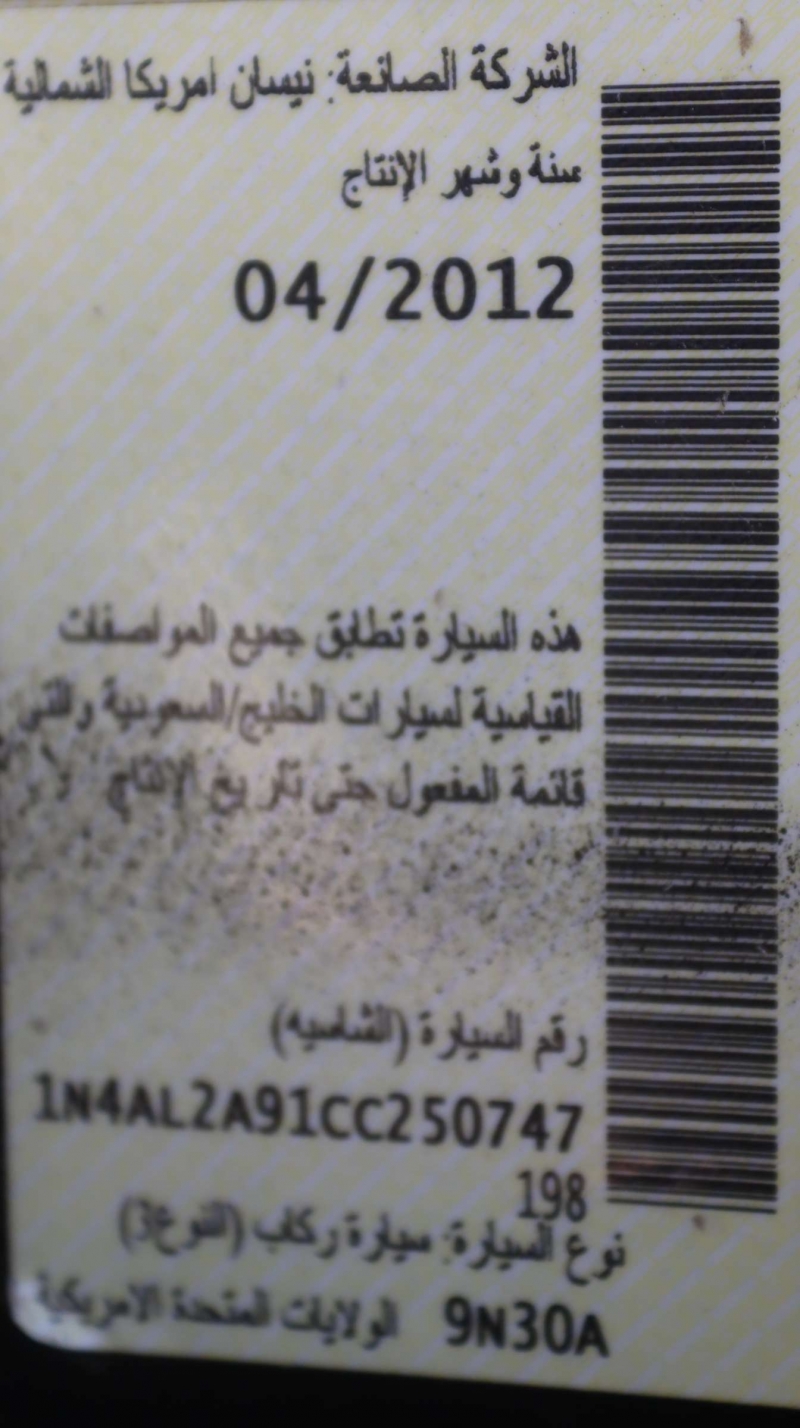 الشركة الصانعة: نيسان امريكا الشمالية
سنة وشهر الإنتاج
04/2012
هذه السيارة تطابق جميع المواصفات
القياسية لسيارات الخليج/السعودية والتي
قائمة المفعول حتى تاريخ الإنتاج
رقم السيارة (الشاسيه)
1N4AL2A91CC250747
198
نوع السيارة: سيارة ركاب (النوع3)
9N30A الولايات المتحدة الامريكية